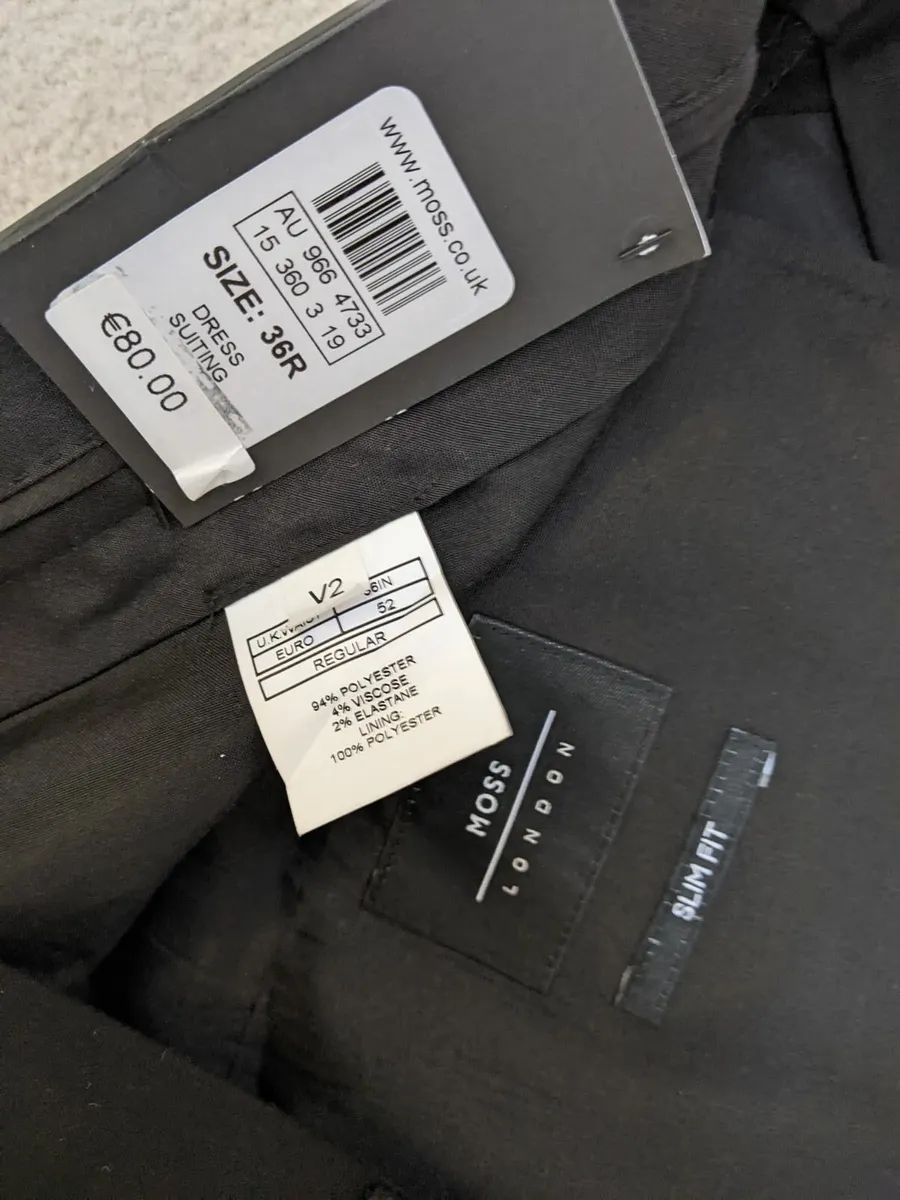 www.moss.co.uk
AU 966 4733
15 360 3 19
SIZE: 36R
DRESS
SUITING
€80.00
V2
36IN
U.K.WAIST
EURO 52
REGULAR
94% POLYESTER
4% VISCOSE
2% ELASTANE
LINING:
100% POLYESTER
MOSS
LONDON
SLIM FIT